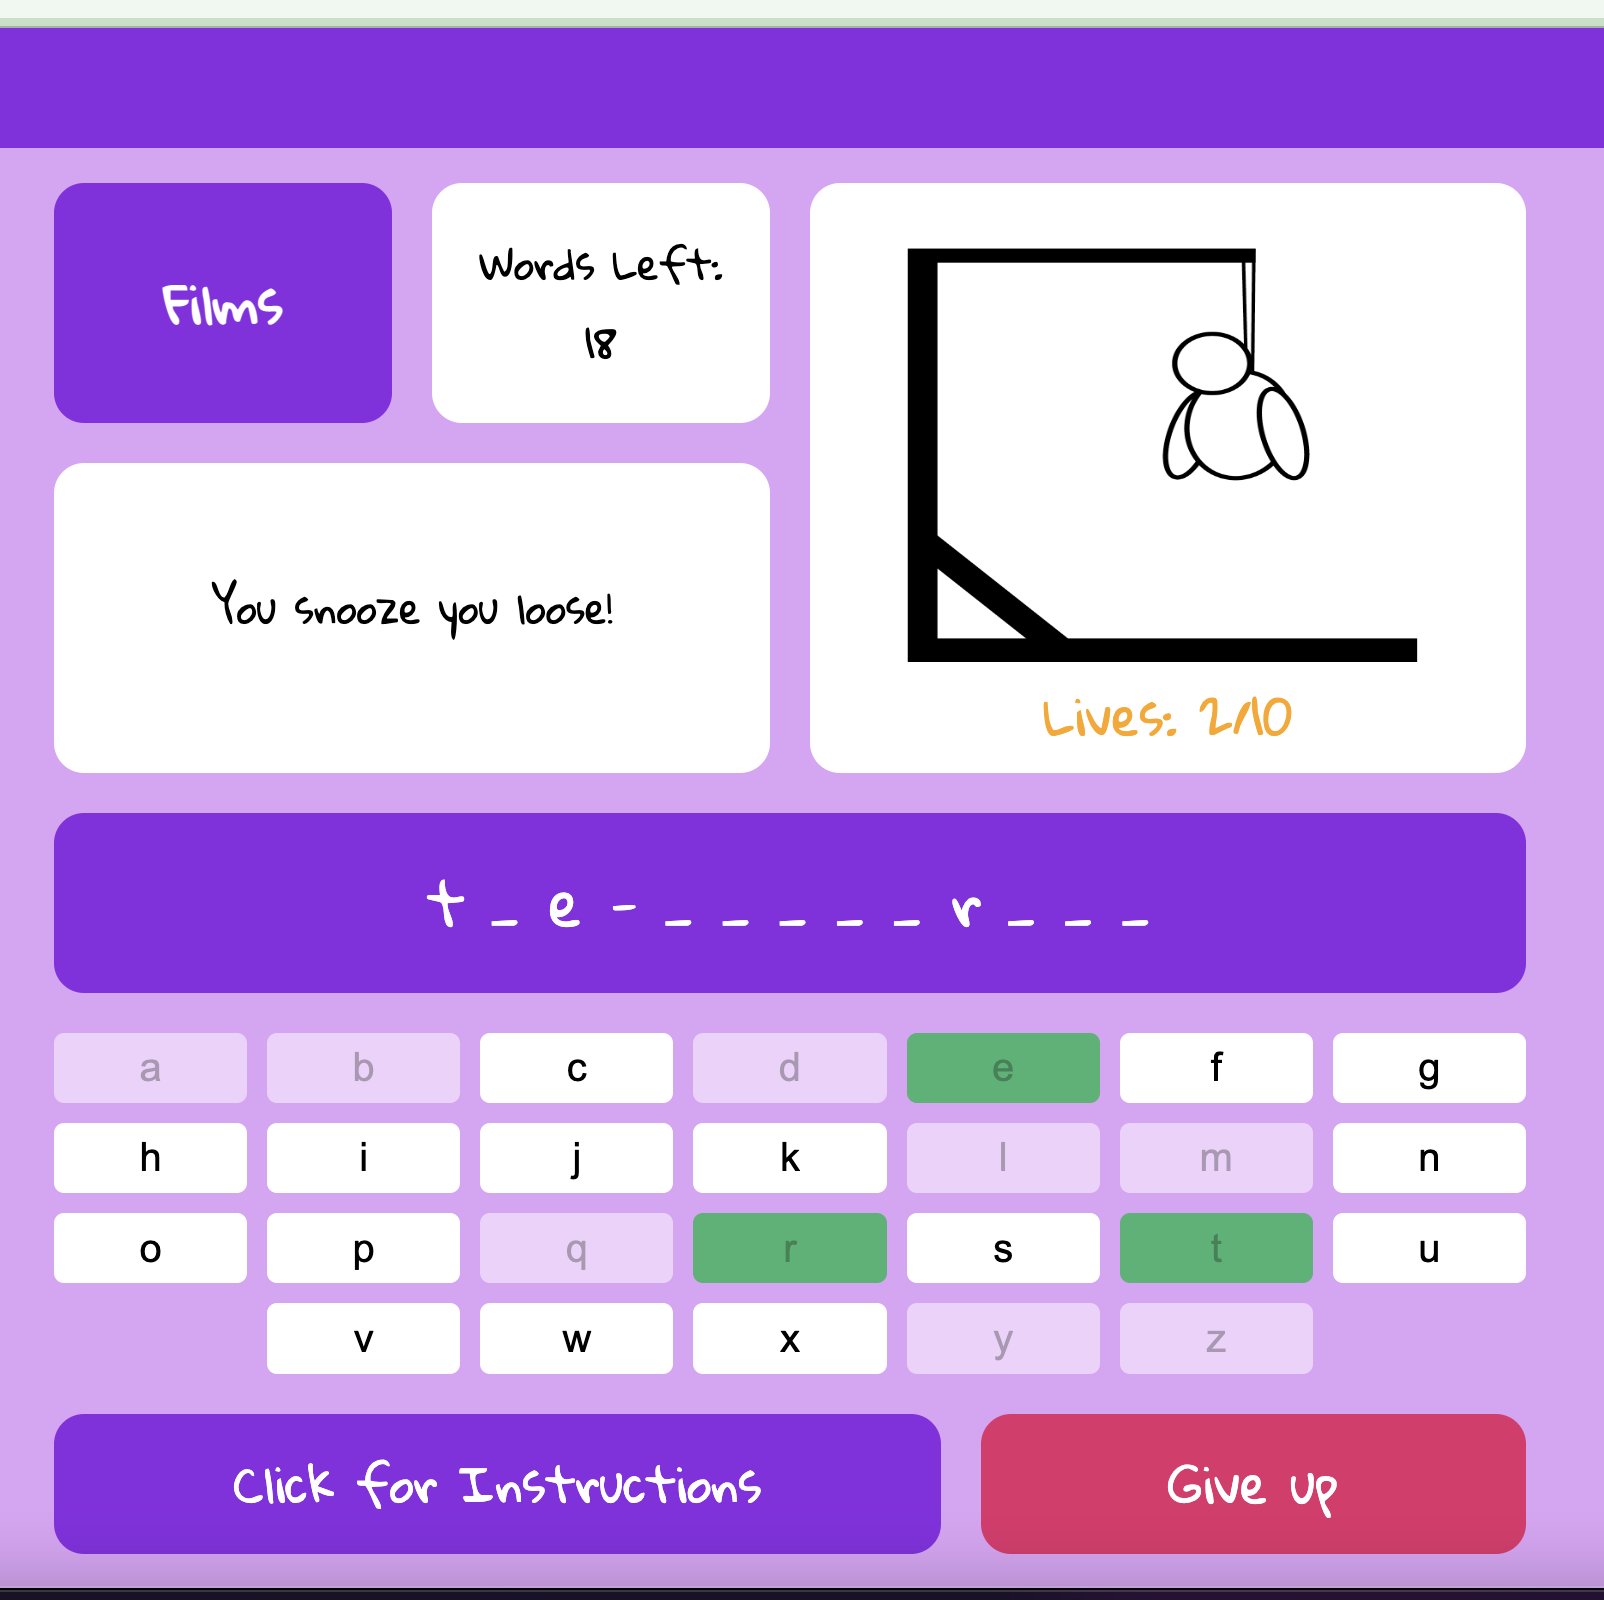 Films
Words Left:
18
You snooze you loose!
Lives: 2/10
t _ e - _ _ _ _ _ r _ _ _
a b c d e f g
h i j k l m n
o p q r s t u
v w x y z
Click for Instructions
Give up